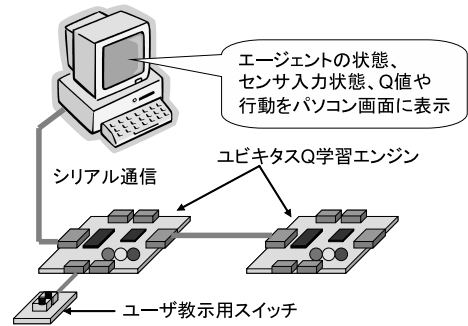 エージェントの状態、
センサ入力状態、Q値や
行動をパソコン画面に表示
ユビキタスQ学習エンジン
シリアル通信
ユーザ教示用スイッチ